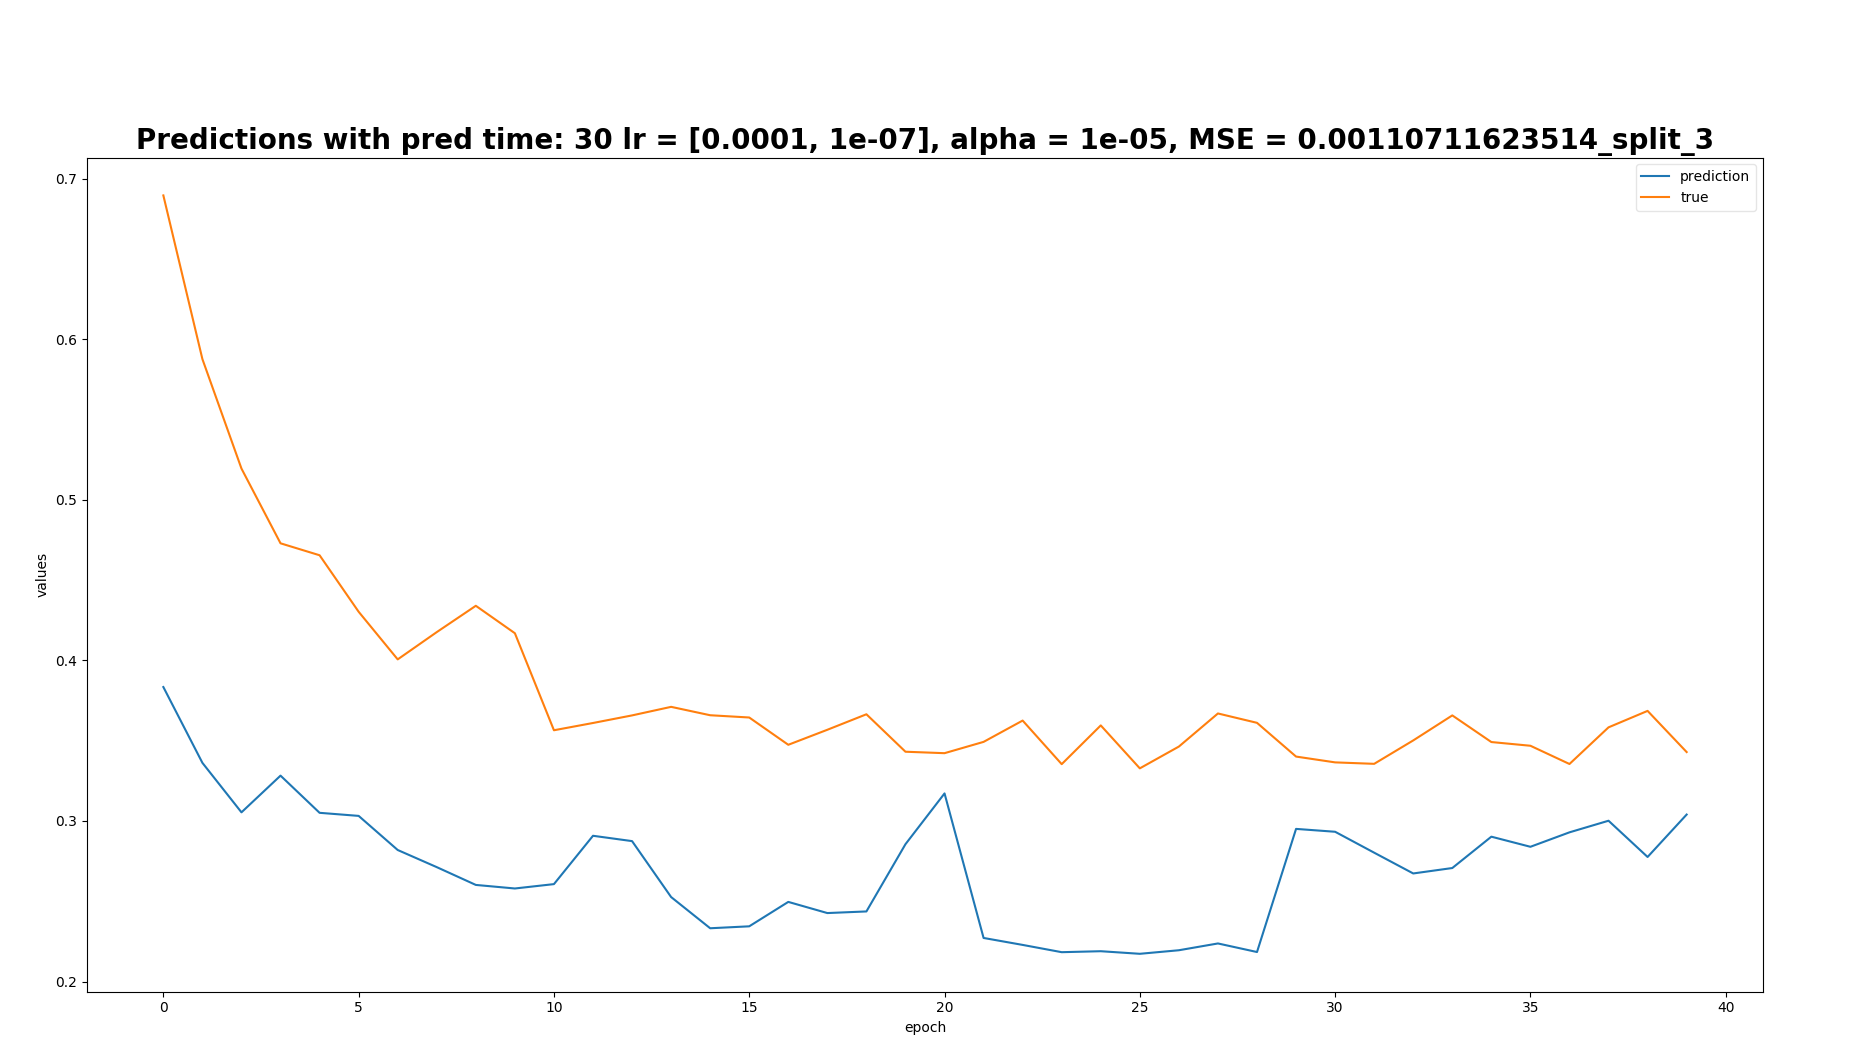 Predictions with pred time: 30 lr = [0.0001, 1e-07], alpha = 1e-05, MSE = 0.00110711623514_split_3
prediction
true
0.7
0.6
0.5
0.4
0.3
0.2
values
0 5 10 15 20 25 30 35 40
epoch